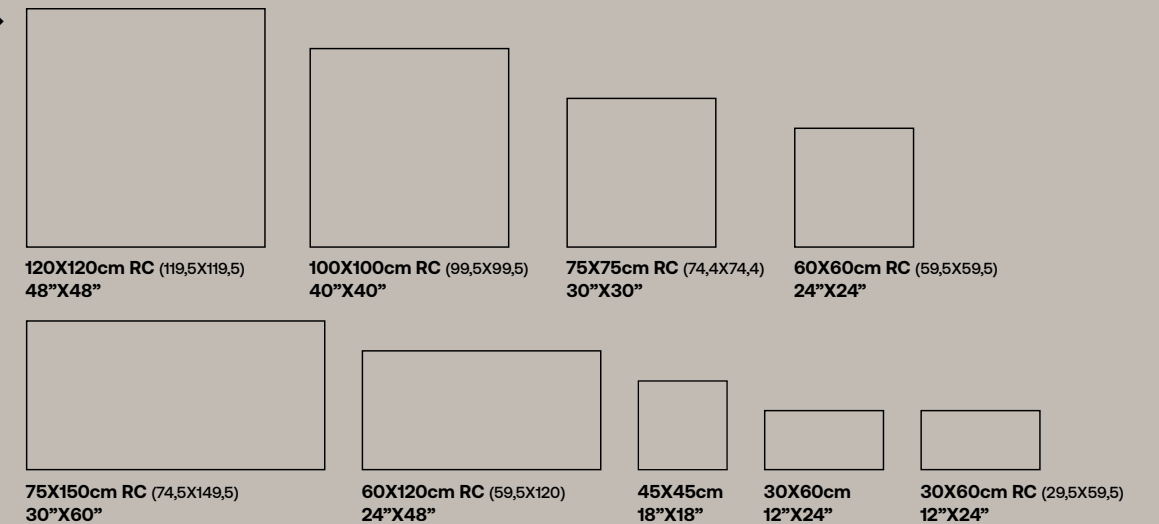 120X120cm RC (119,5X119,5)
48”X48”
100X100cm RC (99,5X99,5)
40”X40”
75X75cm RC (74,4X74,4)
30”X30”
60X60cm RC (59,5X59,5)
24”X24”
75X150cm RC (74,5X149,5)
30”X60”
60X120cm RC (59,5X120)
24”X48”
45X45cm
18”X18”
30X60cm
12”X24”
30X60cm RC (29,5X59,5)
12”X24”